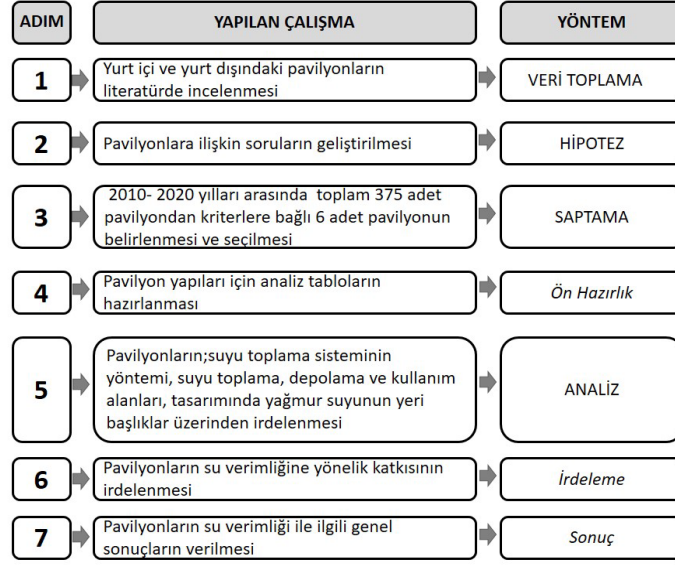 ADIM YAPILAN ÇALIŞMA YÖNTEM
1 Yurt içi ve yurt dışındaki pavilyonların
literatürde incelenmesi VERİ TOPLAMA
2 Pavilyonlara ilişkin soruların geliştirilmesi HİPOTEZ
3 2010- 2020 yılları arasında toplam 375 adet
pavilyondan kriterlere bağlı 6 adet pavilyonun
belirlenmesi ve seçilmesi SAPTAMA
4 Pavilyon yapıları için analiz tabloların
hazırlanması Ön Hazırlık
5 Pavilyonların;suyu toplama sisteminin
yöntemi, suyu toplama, depolama ve kullanım
alanları, tasarımında yağmur suyunun yeri
başlıklar üzerinden irdelenmesi ANALİZ
6 Pavilyonların su verimliğine yönelik katkısının
irdelenmesi İrdeleme
7 Pavilyonların su verimliği ile ilgili genel
sonuçların verilmesi Sonuç